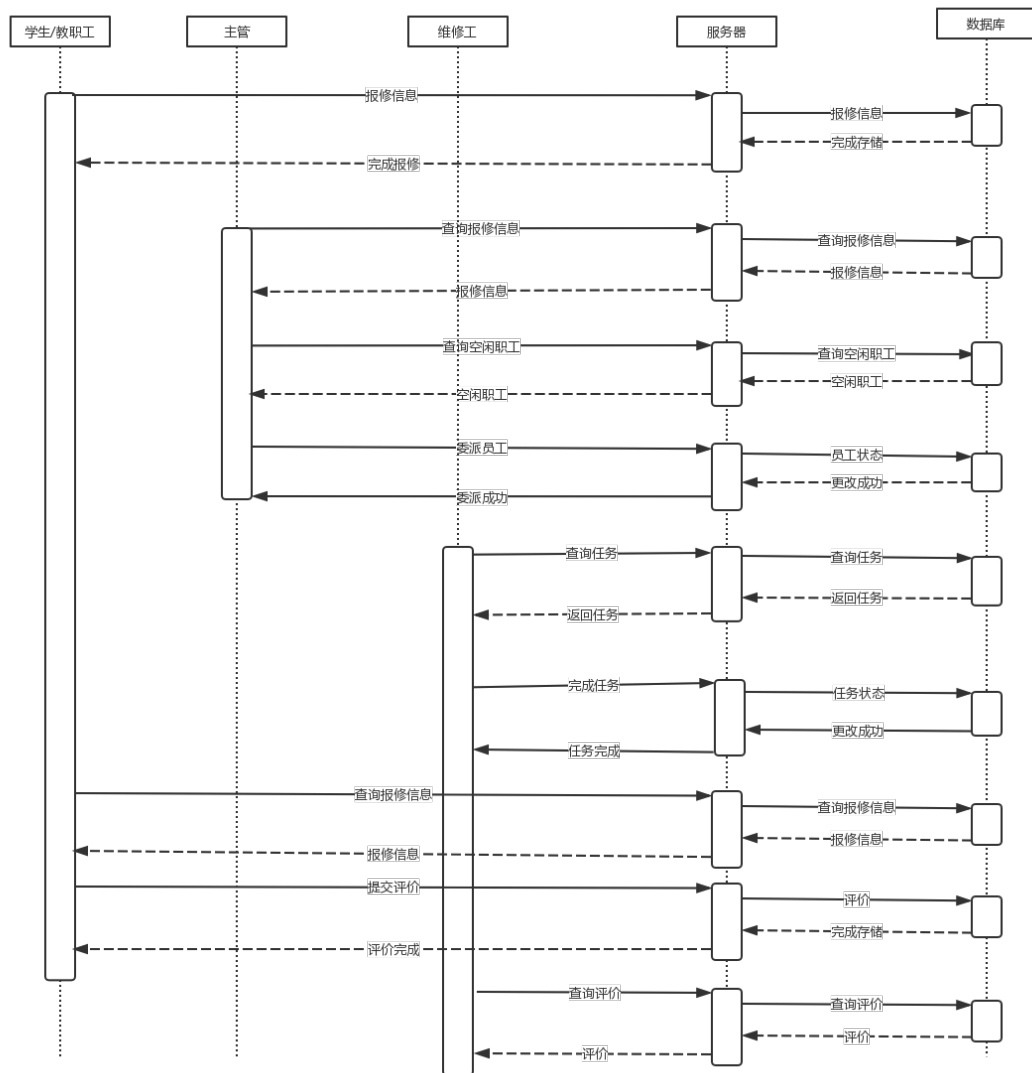 学生/教职工
主管
维修工
服务器
数据库
报修信息
报修信息
完成存储
完成报修
查询报修信息
查询报修信息
报修信息
报修信息
查询空闲职工
查询空闲职工
空闲职工
空闲职工
委派员工
员工状态
更改成功
委派成功
查询任务
查询任务
返回任务
返回任务
完成任务
任务状态
更改成功
任务完成
查询报修信息
查询报修信息
报修信息
报修信息
提交评价
评价
完成存储
评价完成
查询评价
查询评价
评价
评价